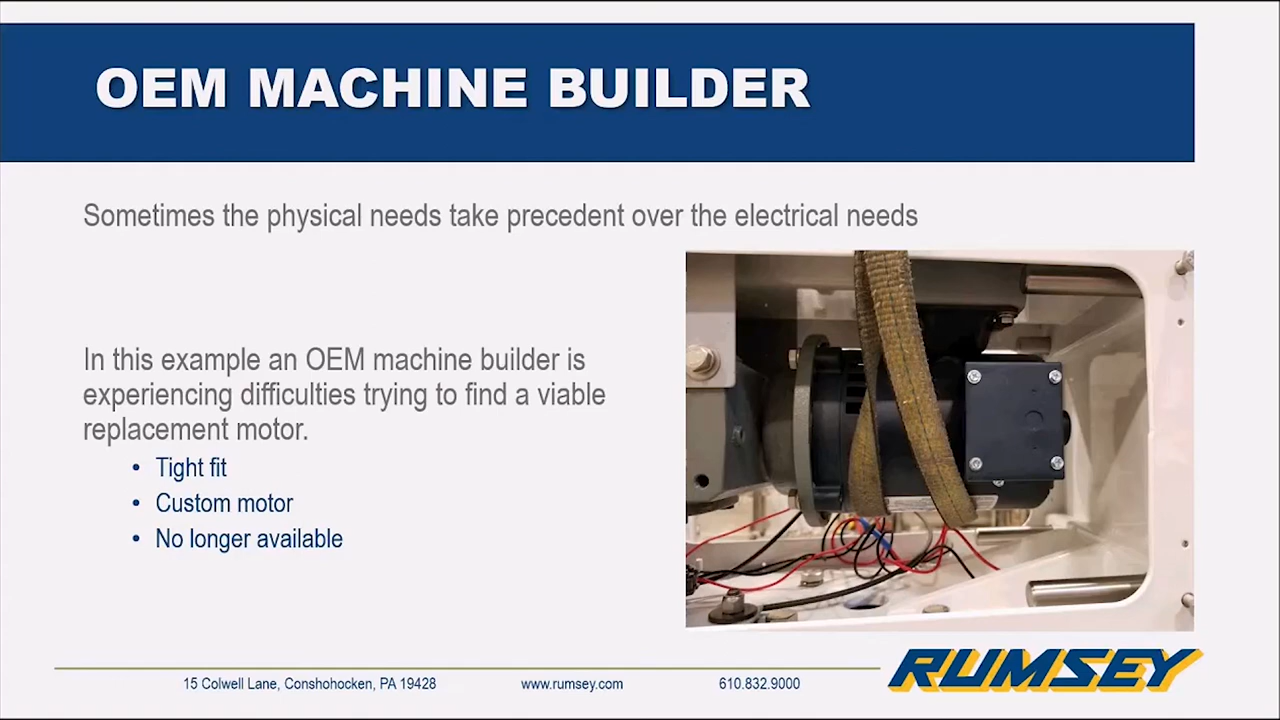 OEM MACHINE BUILDER
Sometimes the physical needs take precedent over the electrical needs
In this example an OEM machine builder is
experiencing difficulties trying to find a viable
replacement motor.
• Tight fit
• Custom motor
• No longer available
15 Colwell Lane, Conshohocken, PA 19428
www.rumsey.com
610.832.9000
RUMSEY